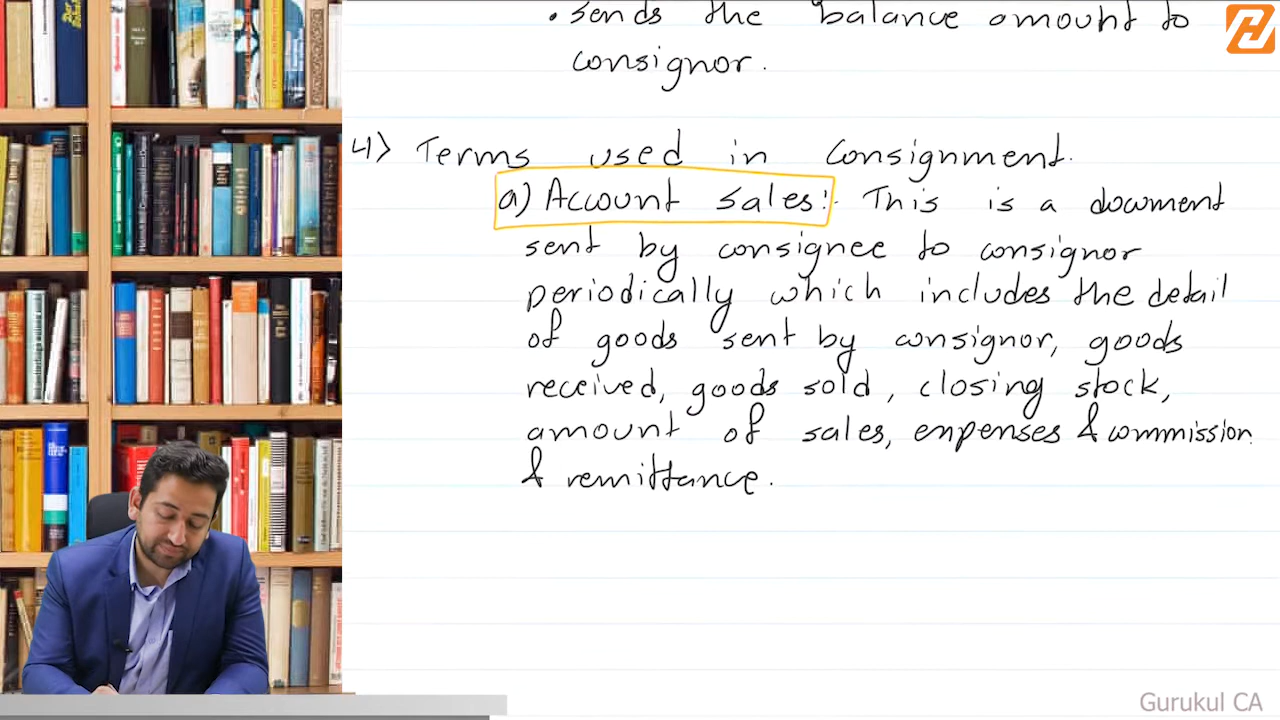 • Sends the balance amount to
consignor.
4) Terms used in Consignment.
a) Account sales:- This is a document
sent by consignee to consignor
periodically which includes the detail
of goods sent by consignor, goods
received, goods sold, closing stock,
amount of sales, expenses & commission
& remittance.
Gurukul CA